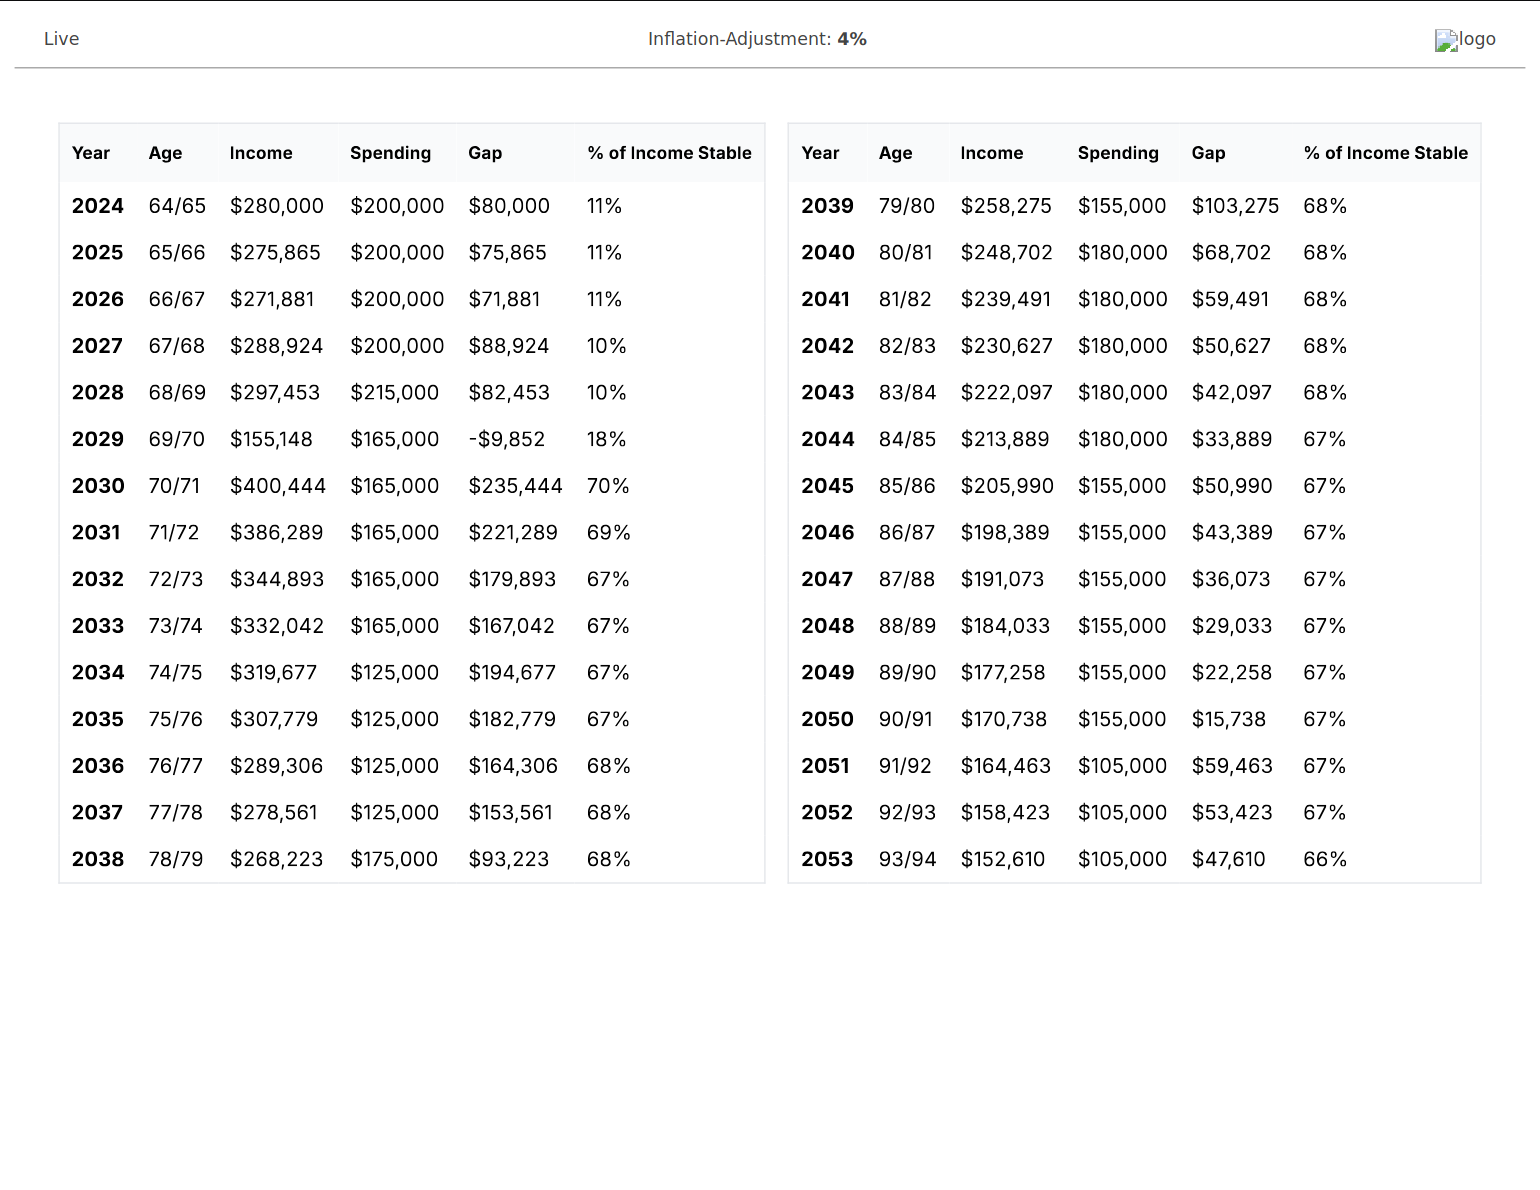 Live
Inflation-Adjustment: 4%
logo
Year Age Income Spending Gap % of Income Stable
2024 64/65 $280,000 $200,000 $80,000 11%
2025 65/66 $275,865 $200,000 $75,865 11%
2026 66/67 $271,881 $200,000 $71,881 11%
2027 67/68 $288,924 $200,000 $88,924 10%
2028 68/69 $297,453 $215,000 $82,453 10%
2029 69/70 $155,148 $165,000 -$9,852 18%
2030 70/71 $400,444 $165,000 $235,444 70%
2031 71/72 $386,289 $165,000 $221,289 69%
2032 72/73 $344,893 $165,000 $179,893 67%
2033 73/74 $332,042 $165,000 $167,042 67%
2034 74/75 $319,677 $125,000 $194,677 67%
2035 75/76 $307,779 $125,000 $182,779 67%
2036 76/77 $289,306 $125,000 $164,306 68%
2037 77/78 $278,561 $125,000 $153,561 68%
2038 78/79 $268,223 $175,000 $93,223 68%
Year Age Income Spending Gap % of Income Stable
2039 79/80 $258,275 $155,000 $103,275 68%
2040 80/81 $248,702 $180,000 $68,702 68%
2041 81/82 $239,491 $180,000 $59,491 68%
2042 82/83 $230,627 $180,000 $50,627 68%
2043 83/84 $222,097 $180,000 $42,097 68%
2044 84/85 $213,889 $180,000 $33,889 67%
2045 85/86 $205,990 $155,000 $50,990 67%
2046 86/87 $198,389 $155,000 $43,389 67%
2047 87/88 $191,073 $155,000 $36,073 67%
2048 88/89 $184,033 $155,000 $29,033 67%
2049 89/90 $177,258 $155,000 $22,258 67%
2050 90/91 $170,738 $155,000 $15,738 67%
2051 91/92 $164,463 $105,000 $59,463 67%
2052 92/93 $158,423 $105,000 $53,423 67%
2053 93/94 $152,610 $105,000 $47,610 66%